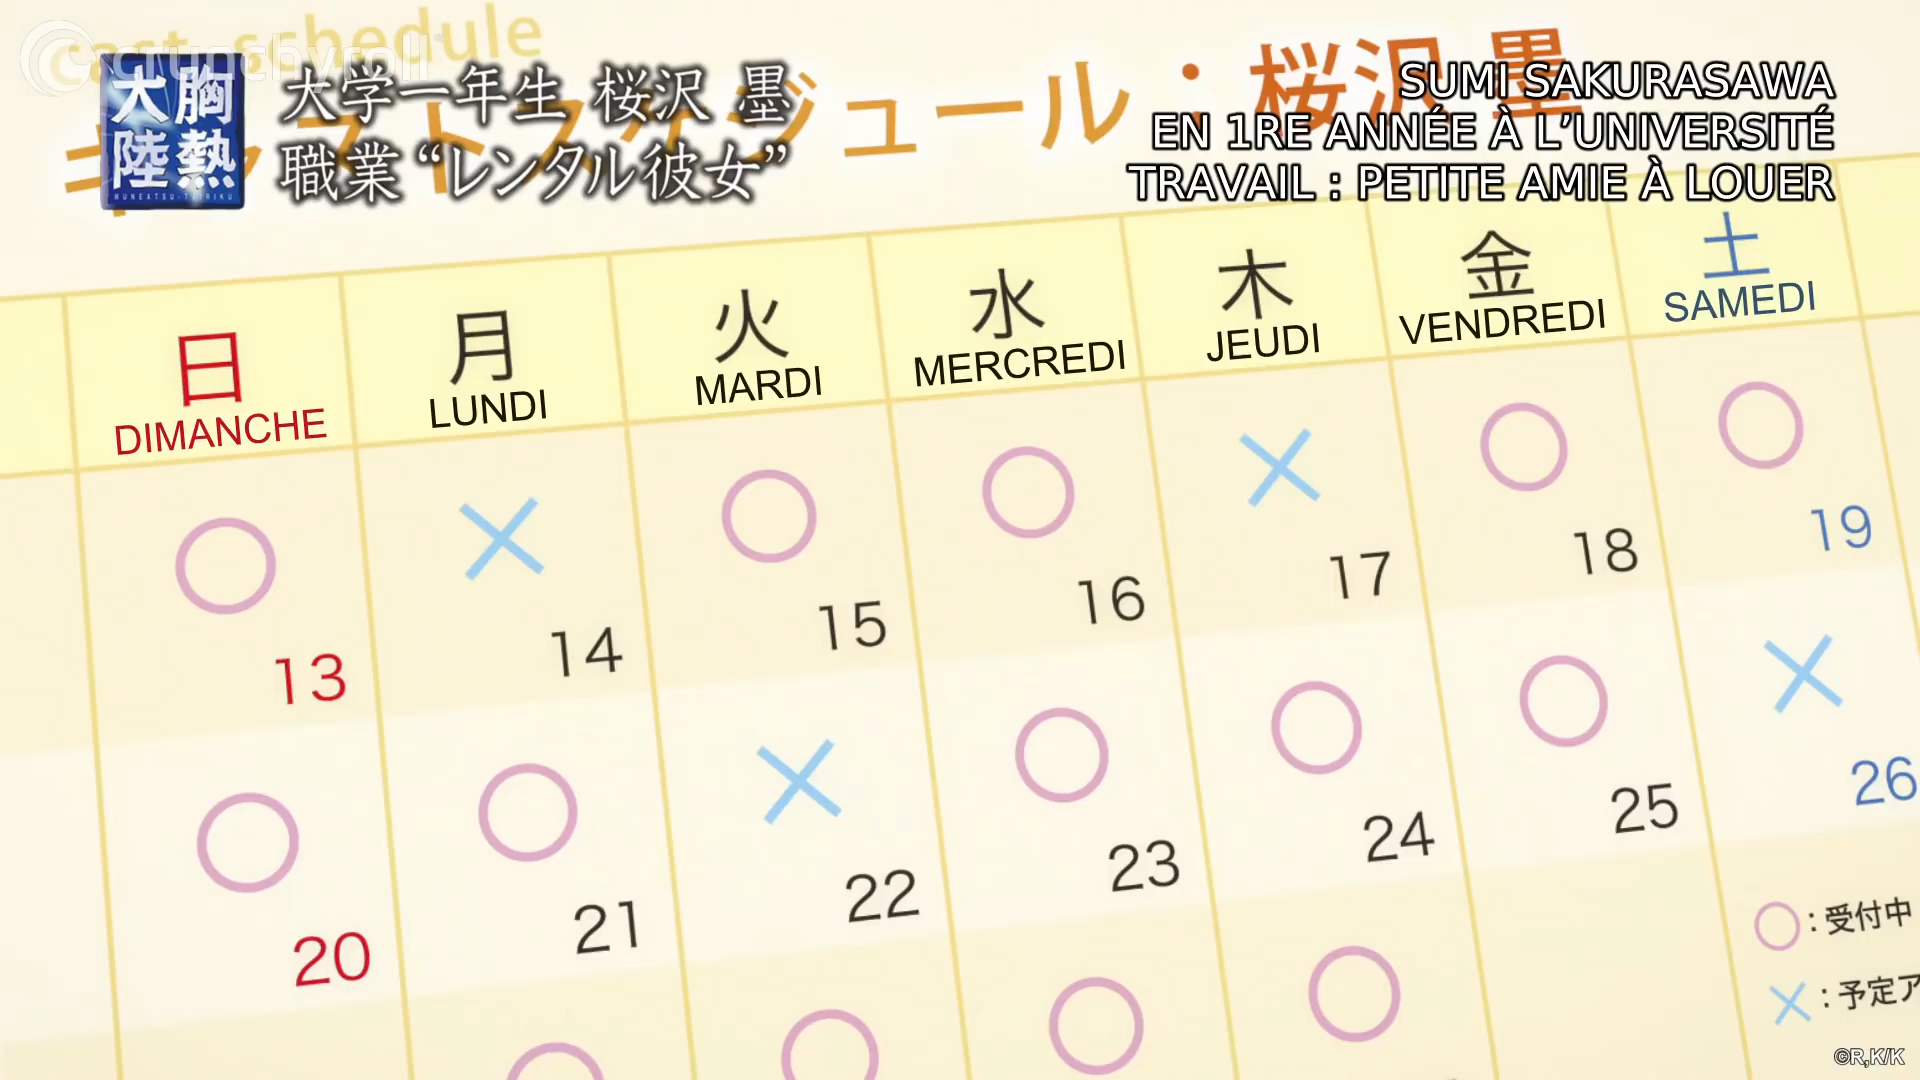 cast schedule
crunchyroll
キャストスケジュール：桜沢 墨
大胸
陸熱
大学一年生 桜沢 墨
職業“レンタル彼女”
SUMI SAKURASAWA
EN 1RE ANNÉE À L’UNIVERSITÉ
TRAVAIL : PETITE AMIE À LOUER
日 月 火 水 木 金 土
DIMANCHE LUNDI MARDI MERCREDI JEUDI VENDREDI SAMEDI
13 14 15 16 17 18 19
20 21 22 23 24 25 26
○：受付中
×：予定ア
©R,K/K